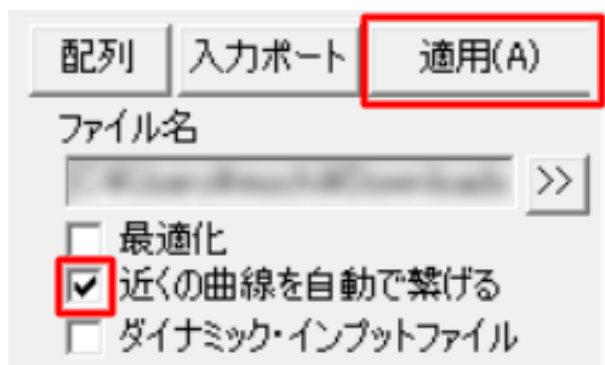 配列 入力ポート 適用(A)
ファイル名
>>
最適化
近くの曲線を自動で繋げる
ダイナミック・インプットファイル